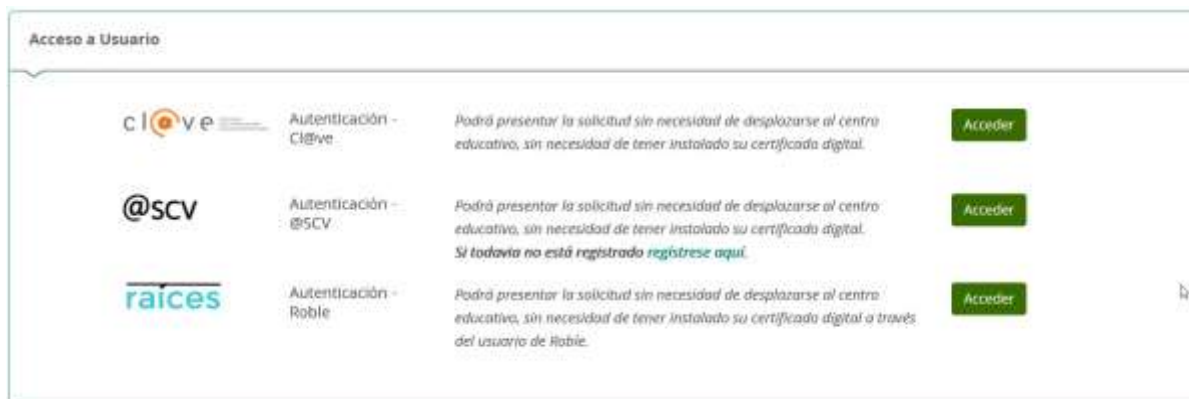 Acceso a Usuario
cl@ve
Autenticación -
Cl@ve
Podrá presentar la solicitud sin necesidad de desplazarse al centro
educativo, sin necesidad de tener instalado su certificado digital.
Acceder
@SCV
Autenticación -
@SCV
Podrá presentar la solicitud sin necesidad de desplazarse al centro
educativo, sin necesidad de tener instalado su certificado digital.
Si todavía no está registrado regístrese aquí.
Acceder
raíces
Autenticación -
Roble
Podrá presentar la solicitud sin necesidad de desplazarse al centro
educativo, sin necesidad de tener instalado su certificado digital a través
del usuario de Roble.
Acceder